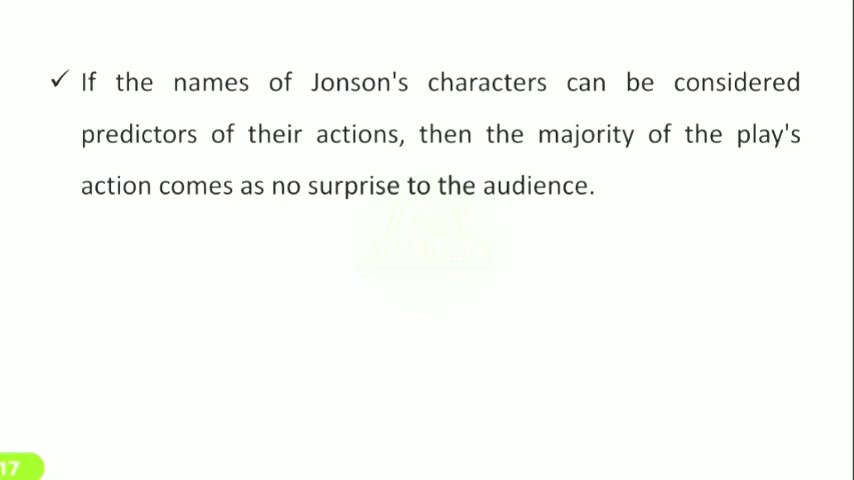 ✓ If the names of Jonson's characters can be considered
predictors of their actions, then the majority of the play's
action comes as no surprise to the audience.
17